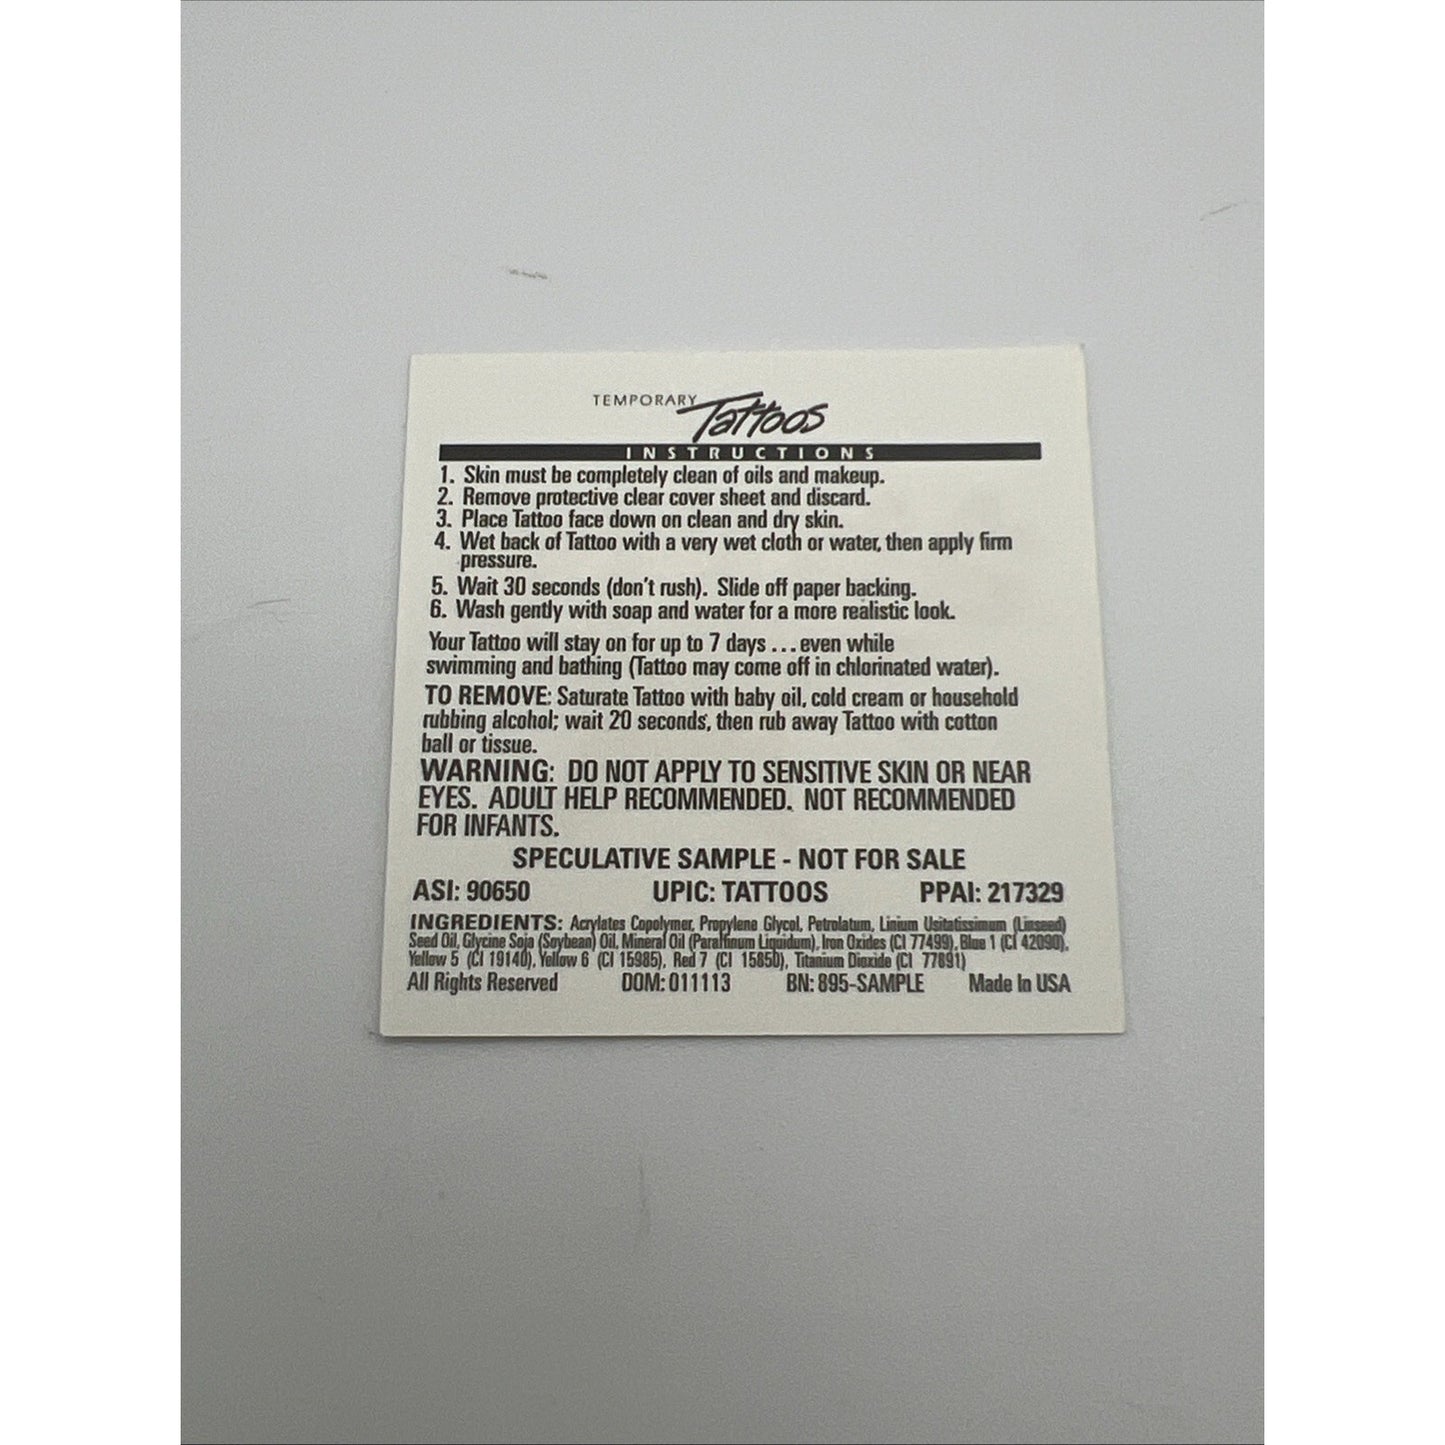 TEMPORARY Tattoos
INSTRUCTIONS
1. Skin must be completely clean of oils and makeup.
2. Remove protective clear cover sheet and discard.
3. Place Tattoo face down on clean and dry skin.
4. Wet back of Tattoo with a very wet cloth or water, then apply firm
pressure.
5. Wait 30 seconds (don't rush). Slide off paper backing.
6. Wash gently with soap and water for a more realistic look.
Your Tattoo will stay on for up to 7 days ... even while
swimming and bathing (Tattoo may come off in chlorinated water).
TO REMOVE: Saturate Tattoo with baby oil, cold cream or household
rubbing alcohol; wait 20 seconds, then rub away Tattoo with cotton
ball or tissue.
WARNING: DO NOT APPLY TO SENSITIVE SKIN OR NEAR
EYES. ADULT HELP RECOMMENDED. NOT RECOMMENDED
FOR INFANTS.
SPECULATIVE SAMPLE - NOT FOR SALE
ASI: 90650 UPIC: TATTOOS PPAI: 217329
INGREDIENTS: Acrylates Copolymer, Propylene Glycol, Petrolatum, Linium Usitatissimum (Linseed)
Seed Oil, Glycine Soja (Soybean) Oil, Mineral Oil (Paraffinum Liquidum), Iron Oxides (CI 77499), Blue 1 (CI 42090),
Yellow 5 (CI 19140), Yellow 6 (CI 15985), Red 7 (CI 15850), Titanium Dioxide (CI 77891)
All Rights Reserved DOM: 011113 BN: 895-SAMPLE Made In USA